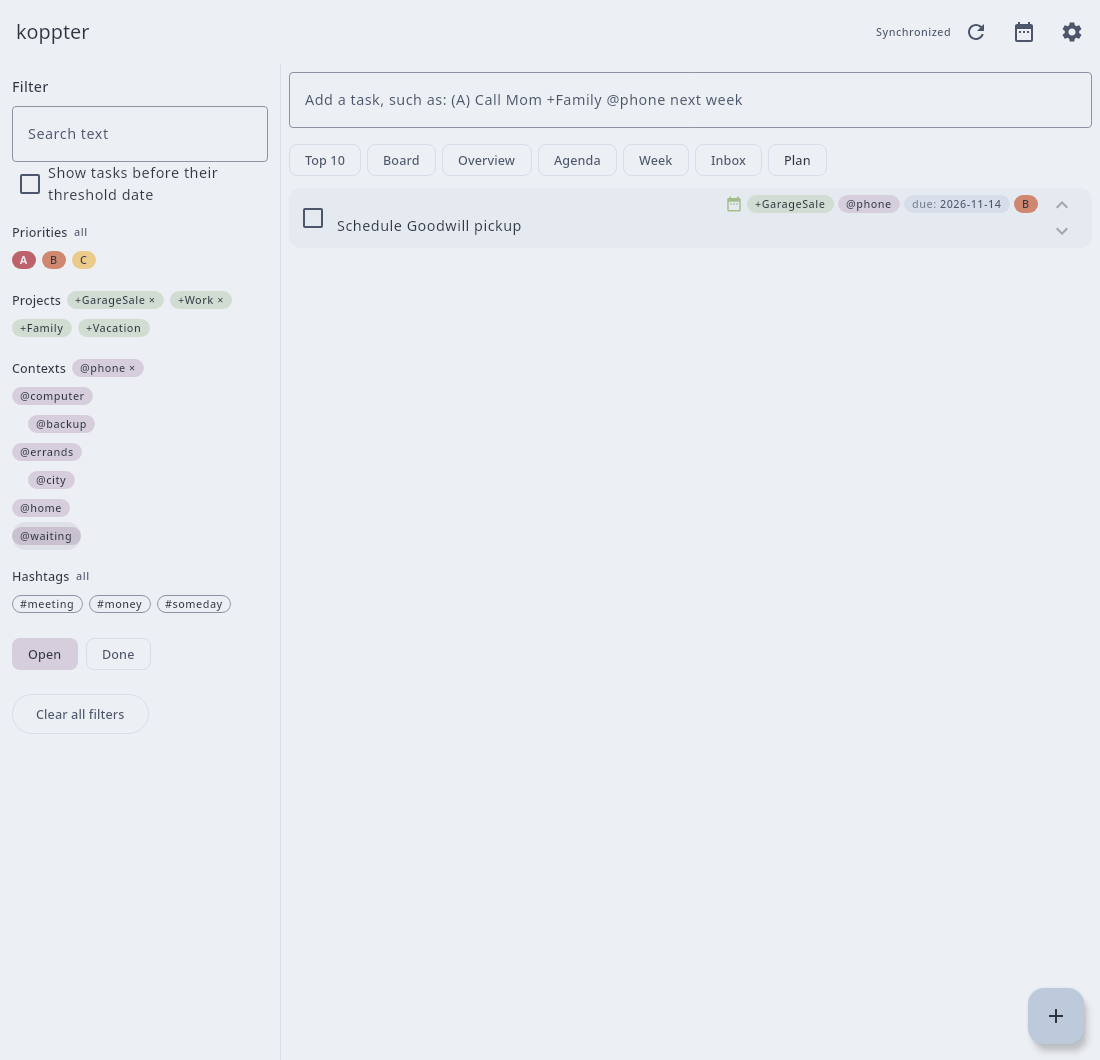 koppter
Synchronized
Filter
Search text
Show tasks before their
threshold date
Priorities all
A B C
Projects +GarageSale × +Work ×
+Family +Vacation
Contexts @phone ×
@computer
@backup
@errands
@city
@home
@waiting
Hashtags all
#meeting #money #someday
Open Done
Clear all filters
Add a task, such as: (A) Call Mom +Family @phone next week
Top 10 Board Overview Agenda Week Inbox Plan
+GarageSale @phone due: 2026-11-14 B
Schedule Goodwill pickup
+